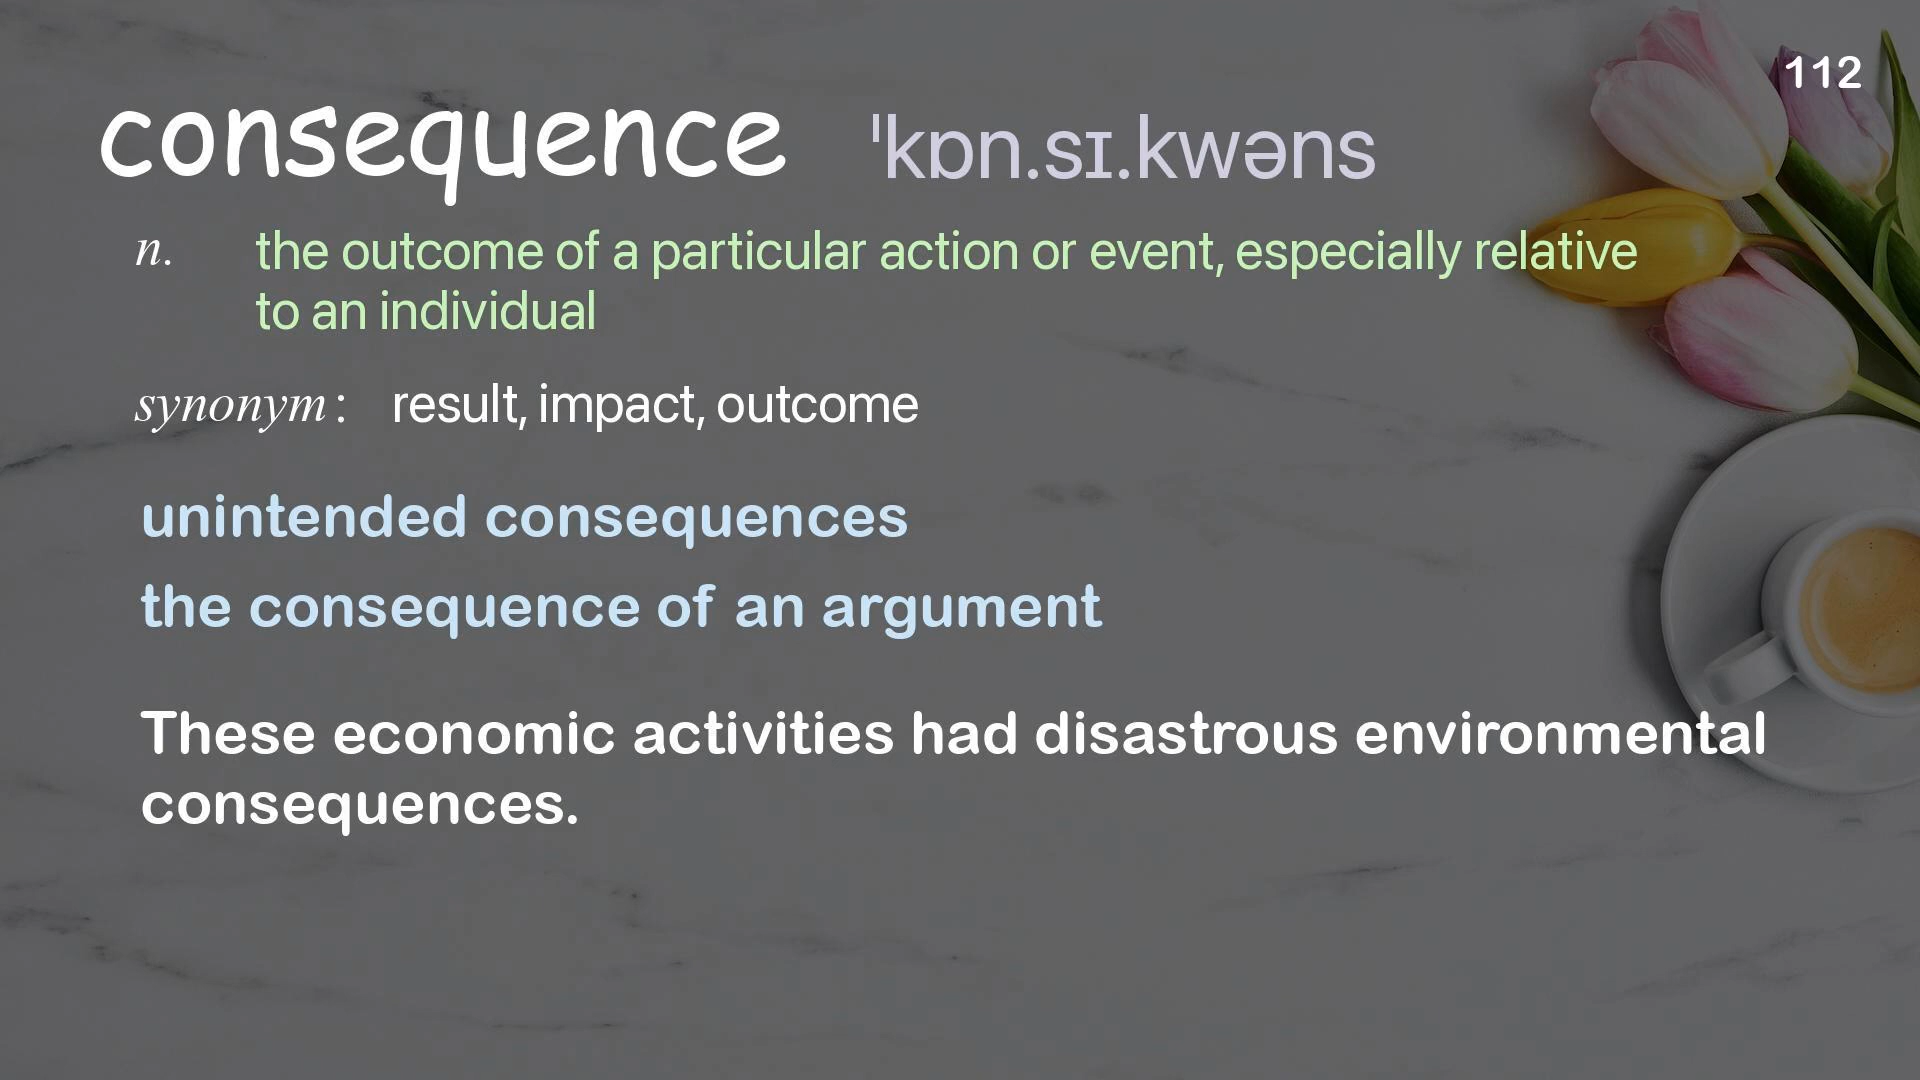 112
consequence ˈkɒn.sɪ.kwəns
n. the outcome of a particular action or event, especially relative
to an individual
synonym: result, impact, outcome
unintended consequences
the consequence of an argument
These economic activities had disastrous environmental
consequences.